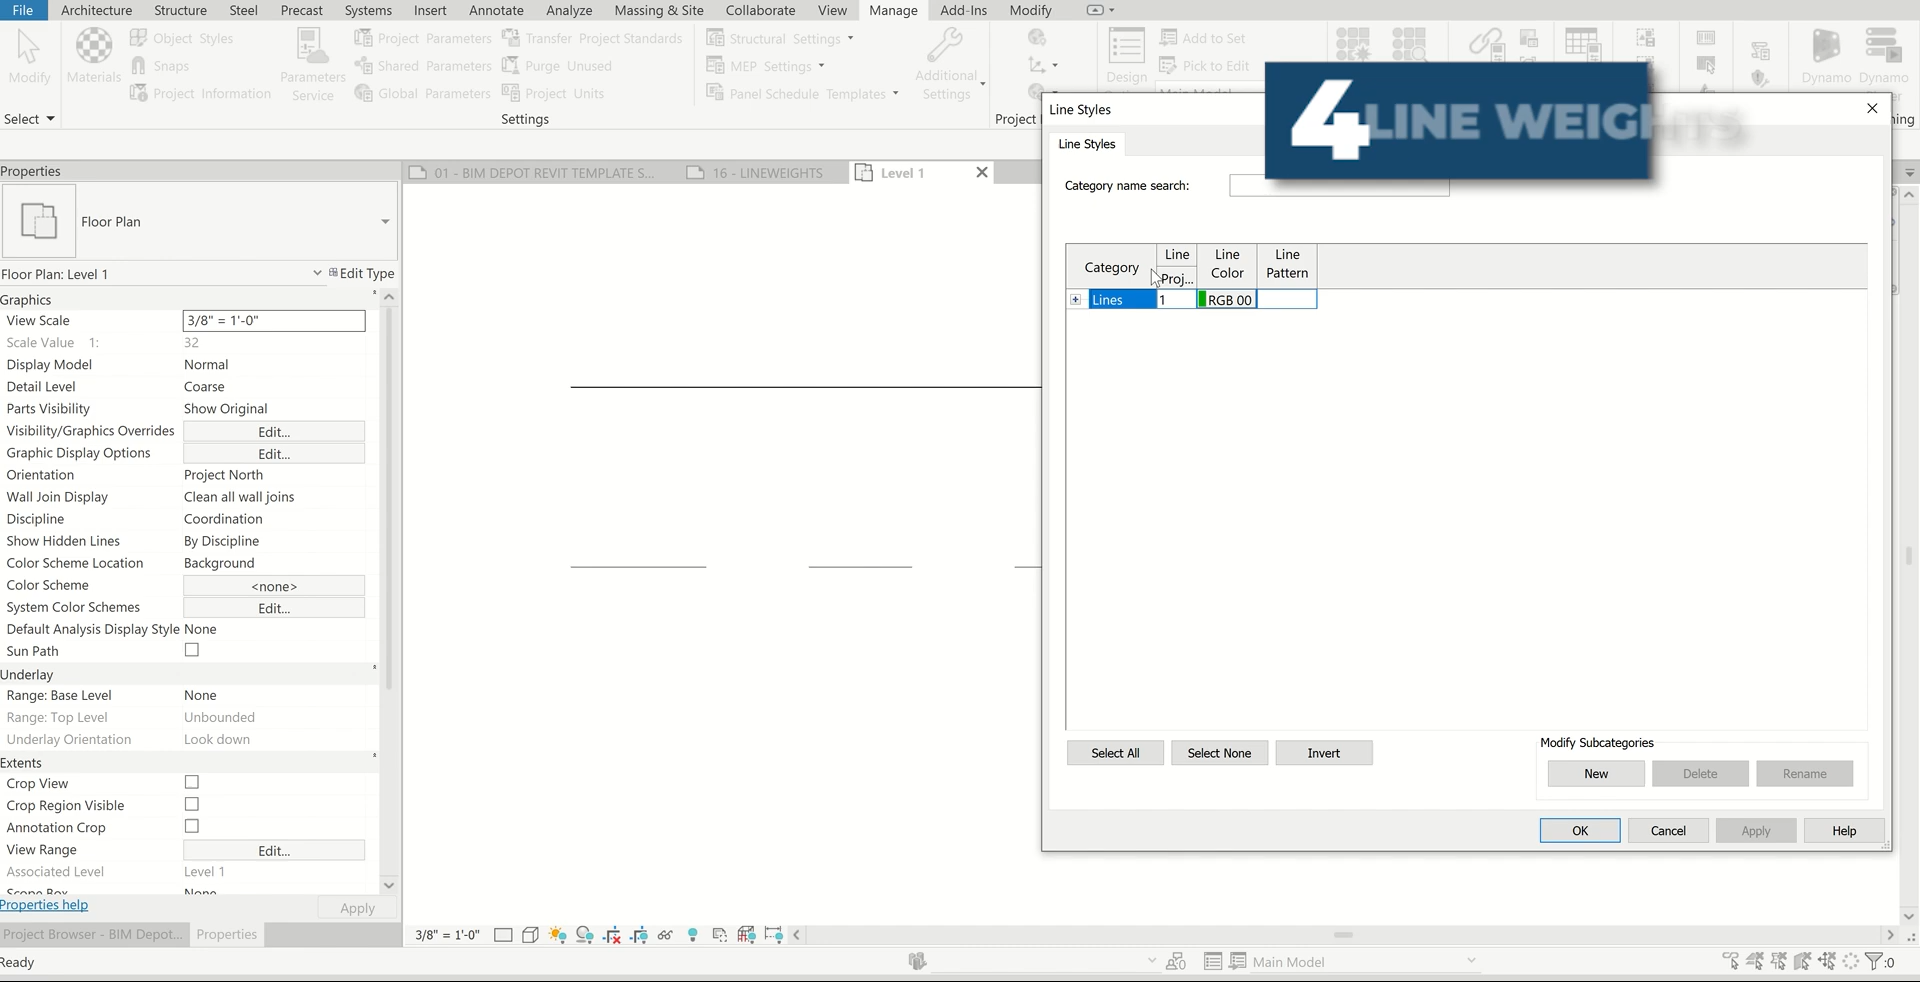 File Architecture Structure Steel Precast Systems Insert Annotate Analyze Massing & Site Collaborate View Manage Add-Ins Modify
Object Styles Project Parameters Transfer Project Standards Structural Settings Add to Set
Snaps Shared Parameters Purge Unused MEP Settings Pick to Edit
Modify Materials Project Information Parameters Service Global Parameters Project Units Panel Schedule Templates Additional Settings Design Dynamo Dynamo
Select Settings Project
4 LINE WEIGHTS
Line Styles
Line Styles
Category name search:
Category Line Proj... Line Color Line Pattern
Lines 1 RGB 00
Select All Select None Invert
Modify Subcategories
New Delete Rename
OK Cancel Apply Help
Properties
01 - BIM DEPOT REVIT TEMPLATE S... 16 - LINEWEIGHTS Level 1
Floor Plan
Floor Plan: Level 1 Edit Type
Graphics
View Scale 3/8" = 1'-0"
Scale Value 1: 32
Display Model Normal
Detail Level Coarse
Parts Visibility Show Original
Visibility/Graphics Overrides Edit...
Graphic Display Options Edit...
Orientation Project North
Wall Join Display Clean all wall joins
Discipline Coordination
Show Hidden Lines By Discipline
Color Scheme Location Background
Color Scheme <none>
System Color Schemes Edit...
Default Analysis Display Style None
Sun Path
Underlay
Range: Base Level None
Range: Top Level Unbounded
Underlay Orientation Look down
Extents
Crop View
Crop Region Visible
Annotation Crop
View Range Edit...
Associated Level Level 1
Scope Box None
Properties help Apply
Project Browser - BIM Depot... Properties
3/8" = 1'-0"
Ready :0 Main Model :0